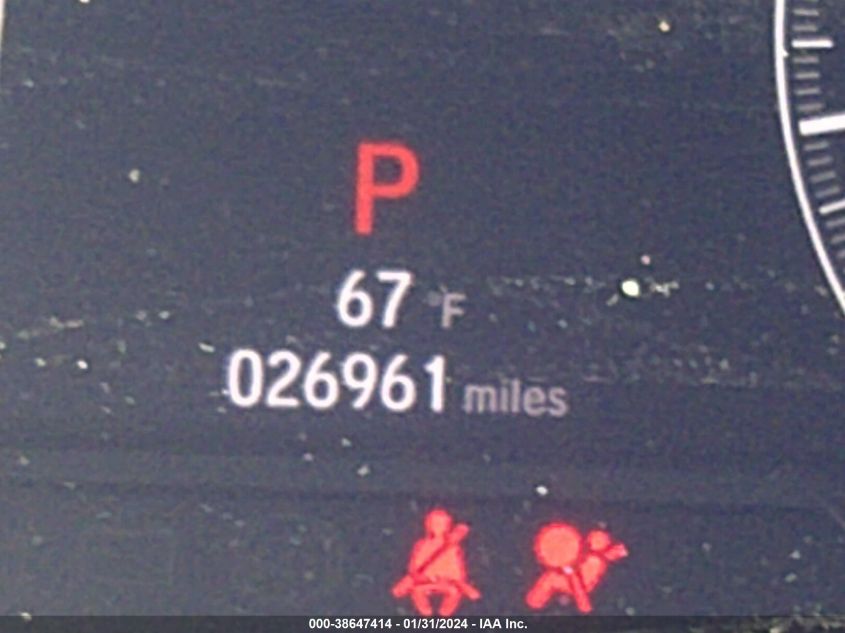 P
67 °F
026961 miles
000-38647414 - 01/31/2024 - IAA Inc.